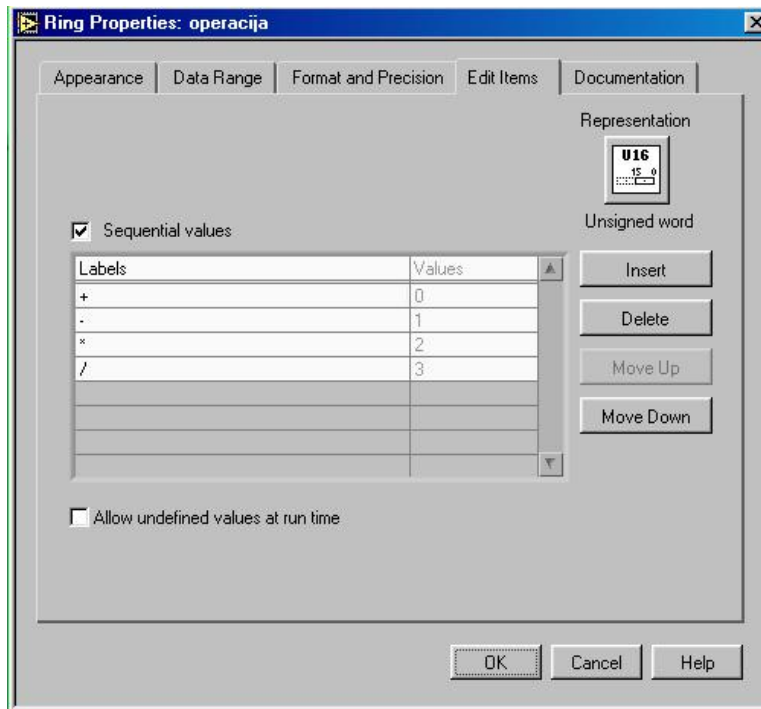 Ring Properties: operacija
Appearance Data Range Format and Precision Edit Items Documentation
Representation
U16
15 0
Unsigned word
Sequential values
Labels Values
+ 0
- 1
* 2
/ 3
Insert
Delete
Move Up
Move Down
Allow undefined values at run time
OK Cancel Help